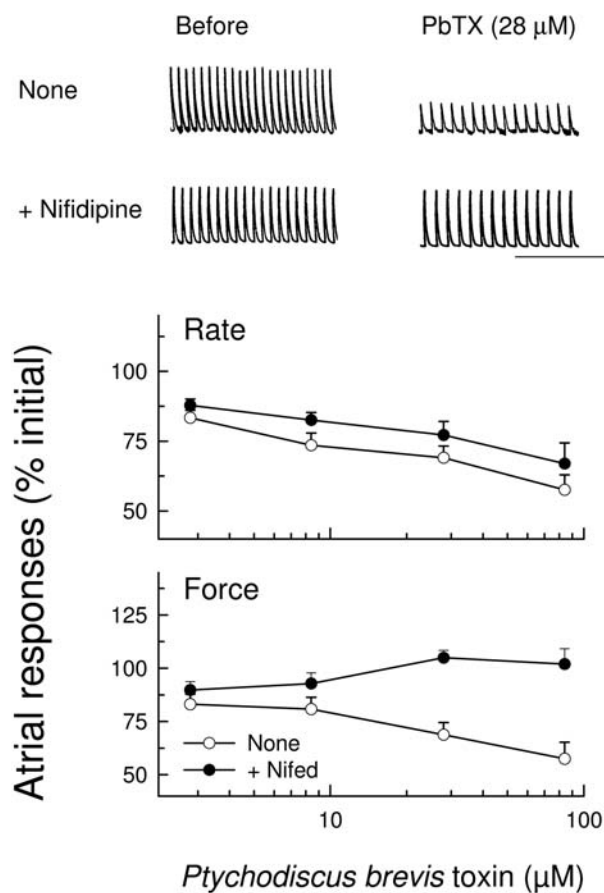 Before PbTX (28 μM)
None
+ Nifidipine
Atrial responses (% initial)
Rate
100
75
50
Force
125
100
75
50
None
+ Nifed
10 100
Ptychodiscus brevis toxin (μM)